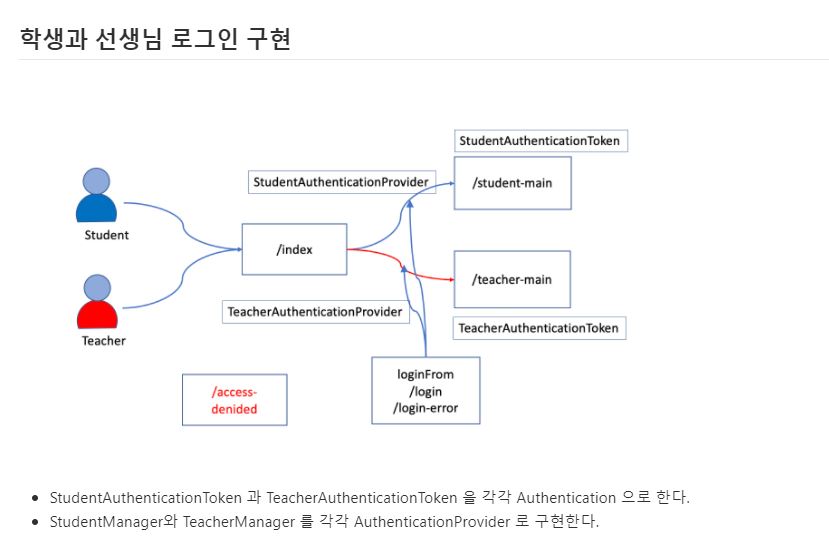 학생과 선생님 로그인 구현
StudentAuthenticationToken
StudentAuthenticationProvider
/student-main
Student
/index
/teacher-main
TeacherAuthenticationProvider
TeacherAuthenticationToken
Teacher
loginFrom
/login
/login-error
/access-
denided
StudentAuthenticationToken 과 TeacherAuthenticationToken 을 각각 Authentication 으로 한다.
StudentManager와 TeacherManager 를 각각 AuthenticationProvider 로 구현한다.